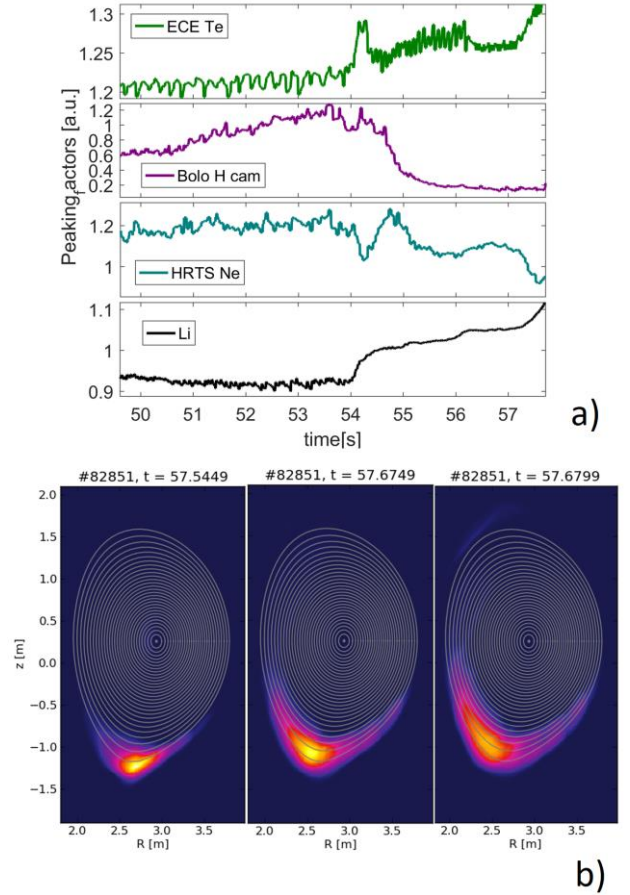 ECE Te
1.25
1.2
Peaking_factors [a.u.]
1.2
1.0
0.8
0.6
0.4
0.2
Bolo H cam
1.2
1
HRTS Ne
1.1
1
0.9
Li
50 51 52 53 54 55 56 57
time[s]
a)
#82851, t = 57.5449 #82851, t = 57.6749 #82851, t = 57.6799
z [m]
2.0
1.5
1.0
0.5
0.0
−0.5
−1.0
−1.5
2.0 2.5 3.0 3.5 2.0 2.5 3.0 3.5 2.0 2.5 3.0 3.5
R [m] R [m] R [m]
b)